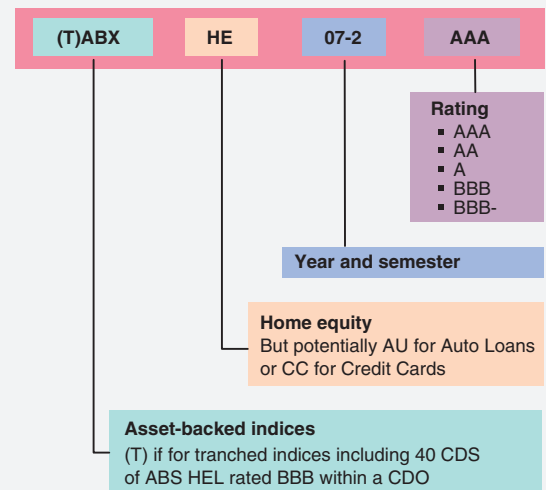 (T)ABX HE 07-2 AAA
Rating
▪ AAA
▪ AA
▪ A
▪ BBB
▪ BBB-
Year and semester
Home equity
But potentially AU for Auto Loans
or CC for Credit Cards
Asset-backed indices
(T) if for tranched indices including 40 CDS
of ABS HEL rated BBB within a CDO